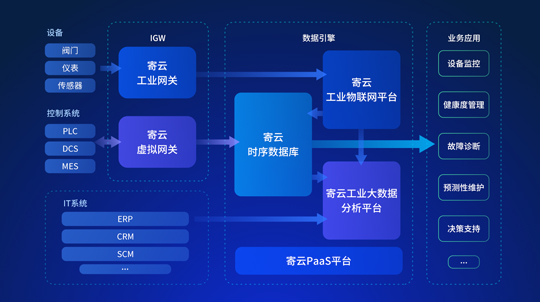 设备
阀门
仪表
传感器
控制系统
PLC
DCS
MES
IT系统
ERP
CRM
SCM
...
IGW
寄云
工业网关
寄云
虚拟网关
数据引擎
寄云
工业物联网平台
寄云
时序数据库
寄云工业大数据
分析平台
寄云PaaS平台
业务应用
设备监控
健康度管理
故障诊断
预测性维护
决策支持
...